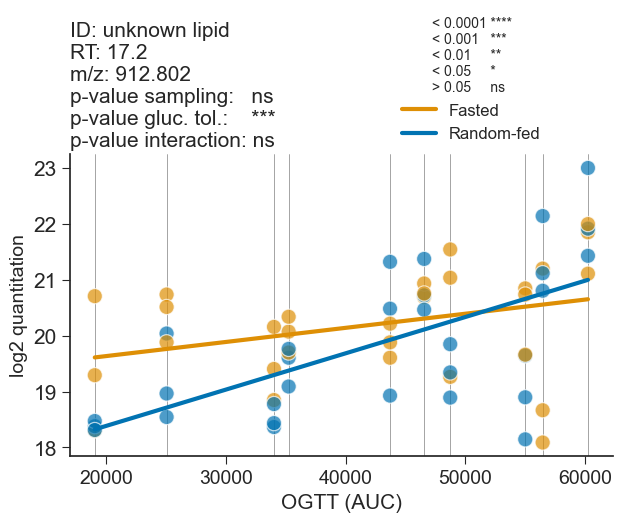 ID: unknown lipid
RT: 17.2
m/z: 912.802
p-value sampling: ns
p-value gluc. tol.: ***
p-value interaction: ns
< 0.0001 ****
< 0.001 ***
< 0.01 **
< 0.05 *
> 0.05 ns
Fasted
Random-fed
log2 quantitation
23
22
21
20
19
18
20000 30000 40000 50000 60000
OGTT (AUC)